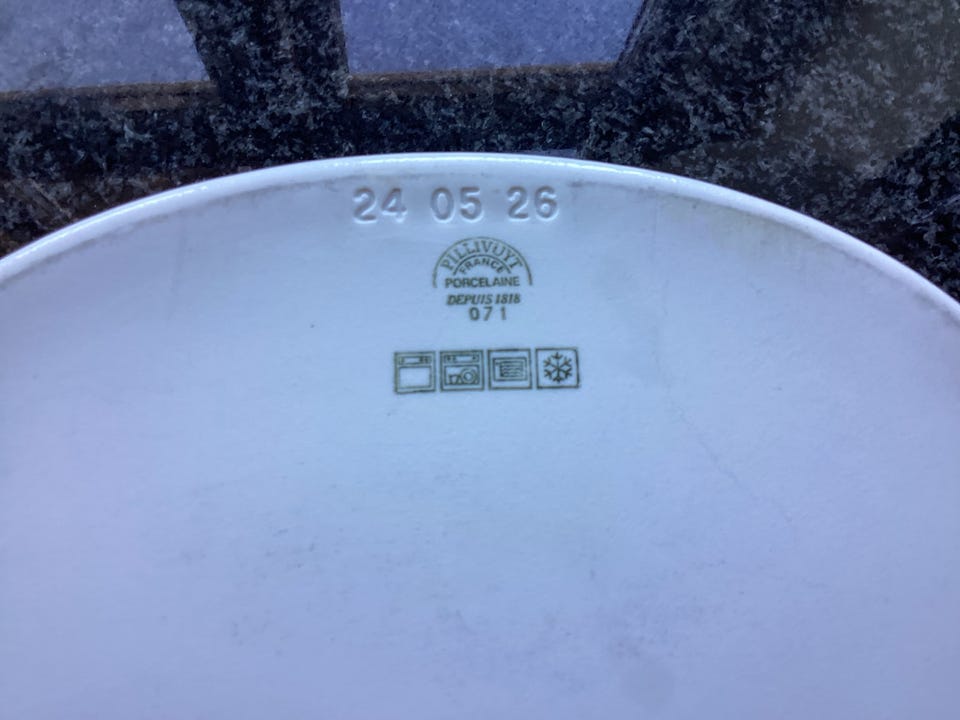 24 05 26
PILLIVUYT
FRANCE
PORCELAINE
DEPUIS 1818
071